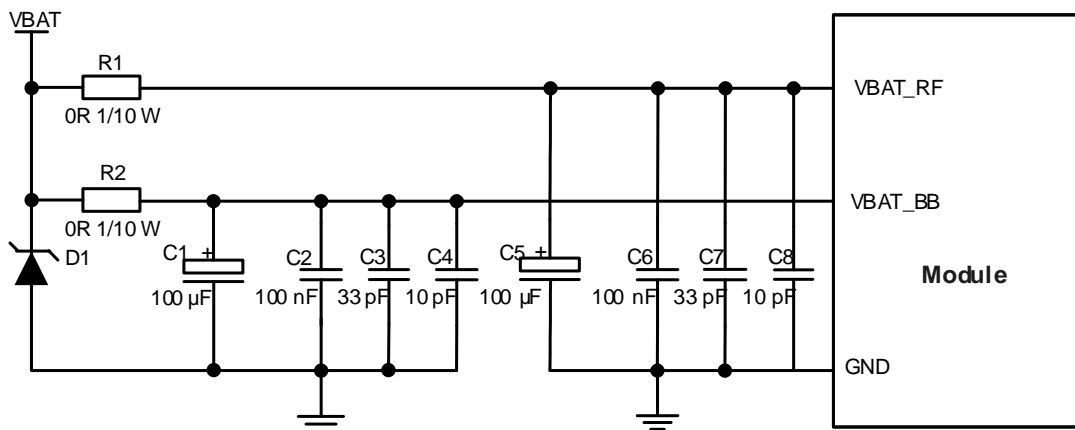 VBAT
R1
0R 1/10 W
VBAT_RF
R2
0R 1/10 W
VBAT_BB
D1
C1 +
100 µF
C2
100 nF
C3
33 pF
C4
10 pF
C5 +
100 µF
C6
100 nF
C7
33 pF
C8
10 pF
Module
GND